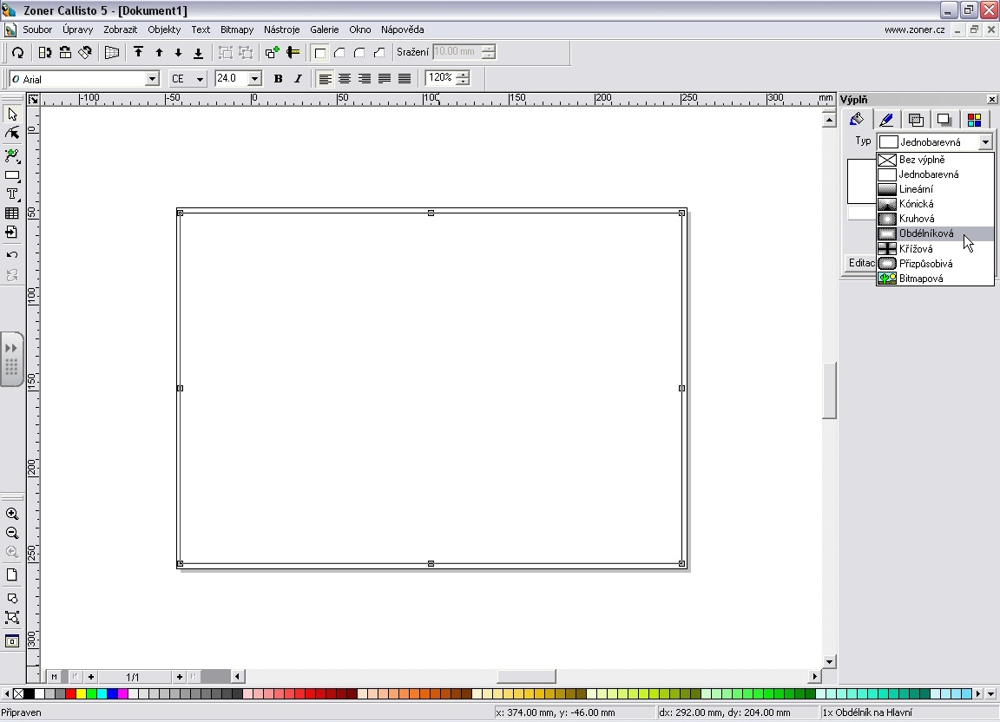 Zoner Callisto 5 - [Dokument1]
Soubor Úpravy Zobrazit Objekty Text Bitmapy Nástroje Galerie Okno Nápověda www.zoner.cz
Sražení 10.00 mm
O Arial CE 24.0 B I 120%
-100 -50 0 50 100 150 200 250 300 mm
Výplň
Typ Jednobarevná
Bez výplně
Jednobarevná
Lineární
Kónická
Kruhová
Obdélníková
Křížová
Přizpůsobivá
Bitmapová
Editac
0
50
100
150
200
250
300
M 1/1
Připraven x: 374.00 mm, y: -46.00 mm dx: 292.00 mm, dy: 204.00 mm 1x Obdélník na Hlavní